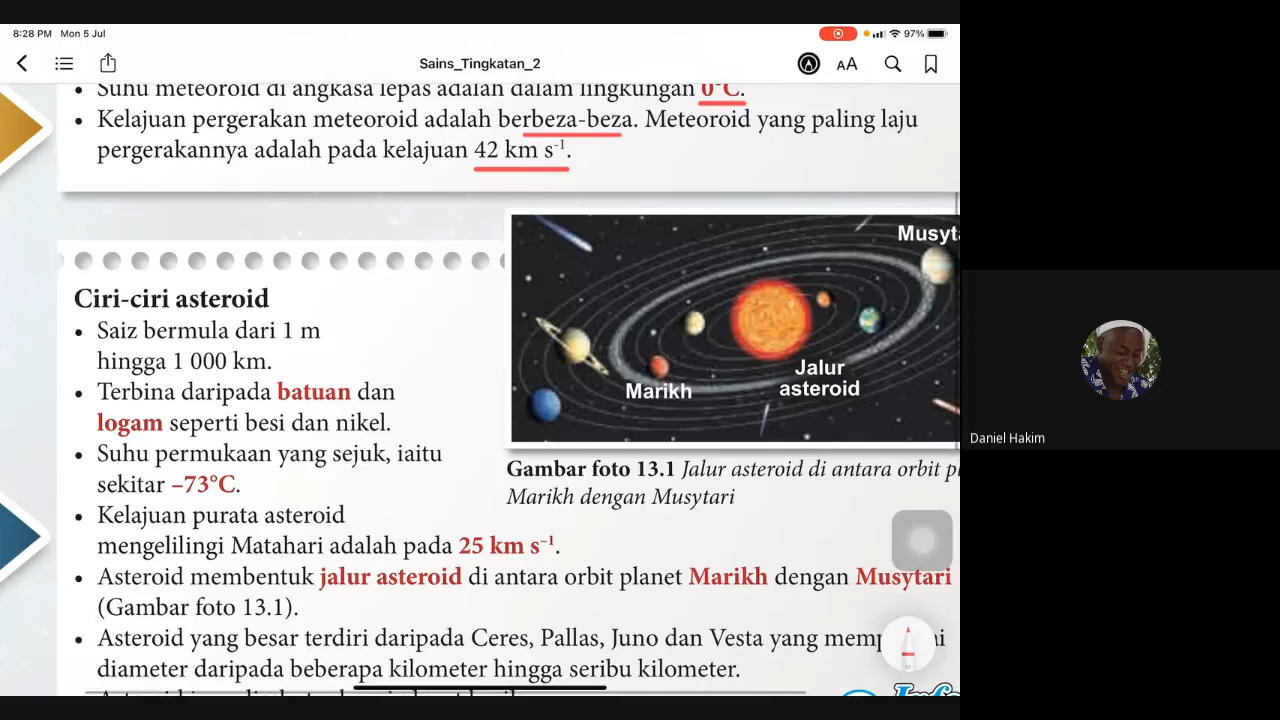 8:28 PM Mon 5 Jul
97%
Sains_Tingkatan_2
AA
• Suhu meteoroid di angkasa lepas adalah dalam lingkungan 0°C.
• Kelajuan pergerakan meteoroid adalah berbeza-beza. Meteoroid yang paling laju
pergerakannya adalah pada kelajuan 42 km s⁻¹.
Musyta
Marikh
Jalur
asteroid
Ciri-ciri asteroid
• Saiz bermula dari 1 m
hingga 1 000 km.
• Terbina daripada batuan dan
logam seperti besi dan nikel.
• Suhu permukaan yang sejuk, iaitu
sekitar –73°C.
• Kelajuan purata asteroid
mengelilingi Matahari adalah pada 25 km s⁻¹.
• Asteroid membentuk jalur asteroid di antara orbit planet Marikh dengan Musytari
(Gambar foto 13.1).
• Asteroid yang besar terdiri daripada Ceres, Pallas, Juno dan Vesta yang
diameter daripada beberapa kilometer hingga seribu kilometer.
Gambar foto 13.1 Jalur asteroid di antara orbit
Marikh dengan Musytari
Daniel Hakim